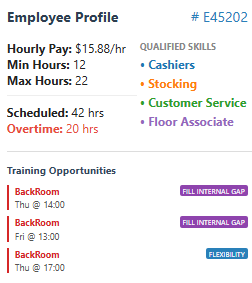 Employee Profile # E45202
Hourly Pay: $15.88/hr
Min Hours: 12
Max Hours: 22
Scheduled: 42 hrs
Overtime: 20 hrs
QUALIFIED SKILLS
• Cashiers
• Stocking
• Customer Service
• Floor Associate
Training Opportunities
BackRoom FILL INTERNAL GAP
Thu @ 14:00
BackRoom FILL INTERNAL GAP
Fri @ 13:00
BackRoom FLEXIBILITY
Thu @ 17:00